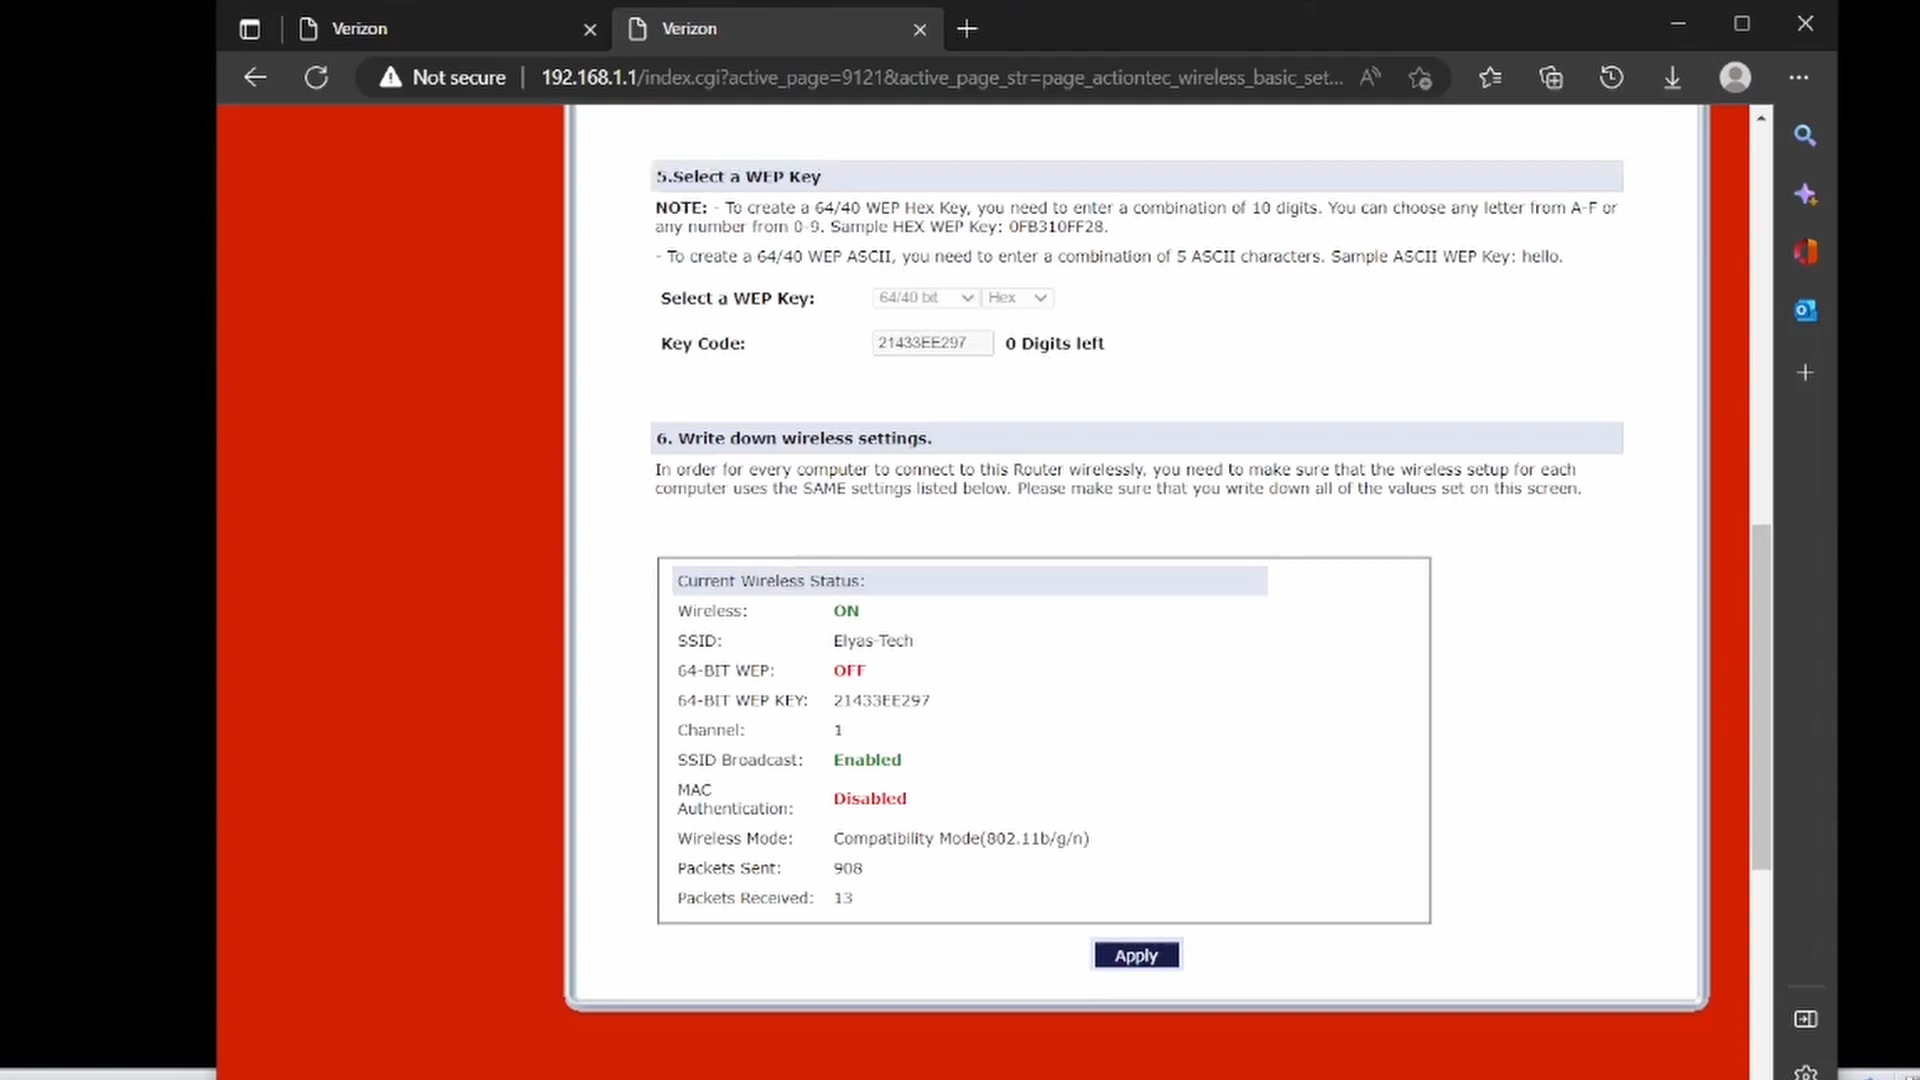 Verizon
Verizon
Not secure
192.168.1.1/index.cgi?active_page=9121&active_page_str=page_actiontec_wireless_basic_set...
5.Select a WEP Key
NOTE: - To create a 64/40 WEP Hex Key, you need to enter a combination of 10 digits. You can choose any letter from A-F or
any number from 0-9. Sample HEX WEP Key: 0FB310FF28.
- To create a 64/40 WEP ASCII, you need to enter a combination of 5 ASCII characters. Sample ASCII WEP Key: hello.
Select a WEP Key: 64/40 bit Hex
Key Code: 21433EE297 0 Digits left
6. Write down wireless settings.
In order for every computer to connect to this Router wirelessly, you need to make sure that the wireless setup for each
computer uses the SAME settings listed below. Please make sure that you write down all of the values set on this screen.
Current Wireless Status:
Wireless: ON
SSID: Elyas-Tech
64-BIT WEP: OFF
64-BIT WEP KEY: 21433EE297
Channel: 1
SSID Broadcast: Enabled
MAC
Authentication: Disabled
Wireless Mode: Compatibility Mode(802.11b/g/n)
Packets Sent: 908
Packets Received: 13
Apply